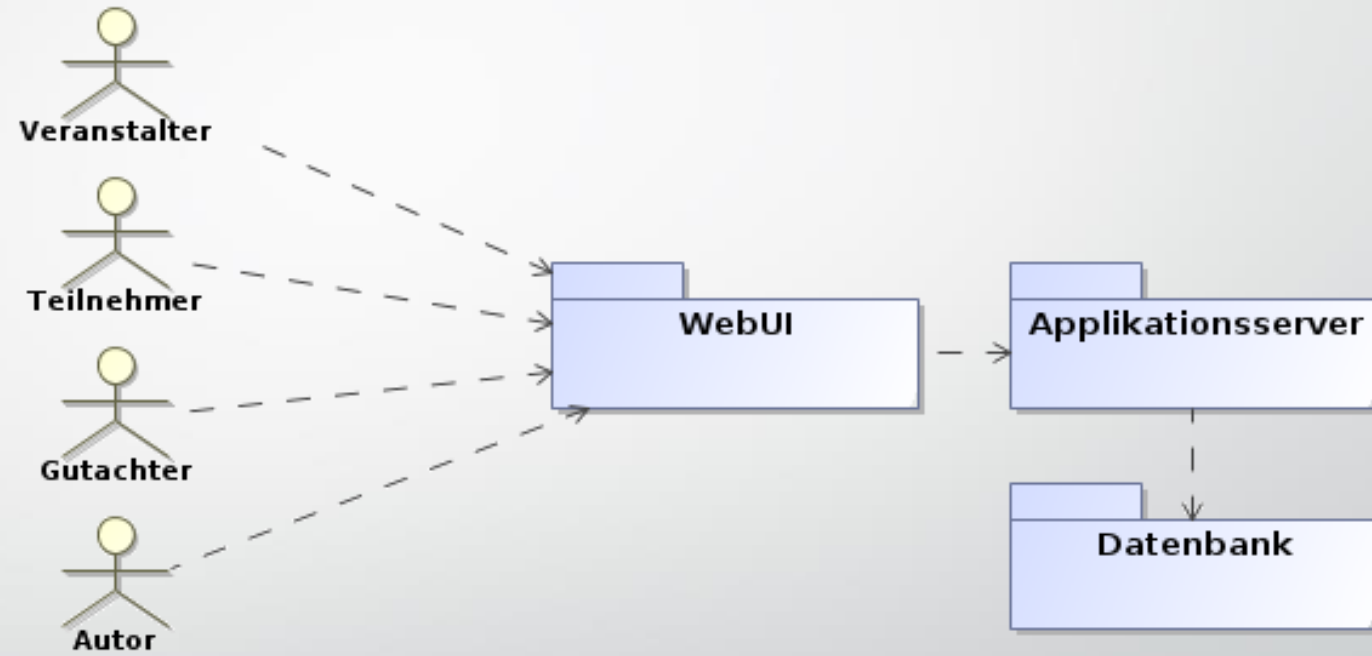 Veranstalter
Teilnehmer
WebUI
Applikationsserver
Gutachter
Datenbank
Autor